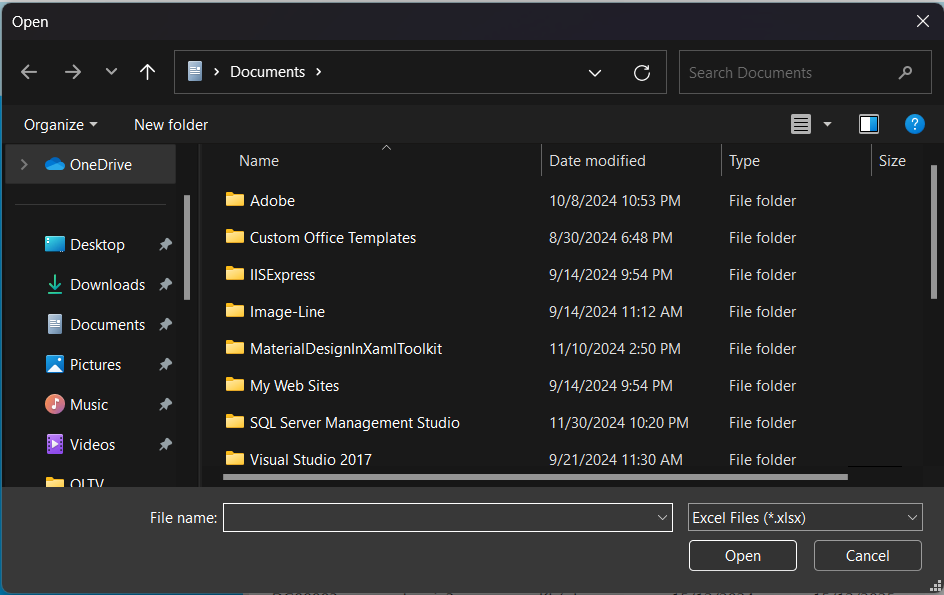 Open
Documents
Search Documents
Organize
New folder
?
Name Date modified Type Size
OneDrive
Desktop
Downloads
Documents
Pictures
Music
Videos
QLTV
Adobe 10/8/2024 10:53 PM File folder
Custom Office Templates 8/30/2024 6:48 PM File folder
IISExpress 9/14/2024 9:54 PM File folder
Image-Line 9/14/2024 11:12 AM File folder
MaterialDesignInXamlToolkit 11/10/2024 2:50 PM File folder
My Web Sites 9/14/2024 9:54 PM File folder
SQL Server Management Studio 11/30/2024 10:20 PM File folder
Visual Studio 2017 9/21/2024 11:30 AM File folder
File name: Excel Files (*.xlsx)
Open Cancel